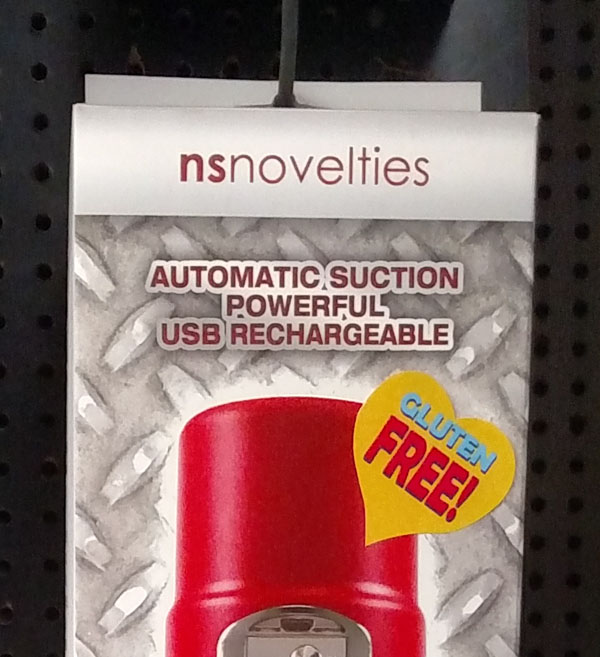 nsnovelties
AUTOMATIC SUCTION
POWERFUL
USB RECHARGEABLE
GLUTEN
FREE!